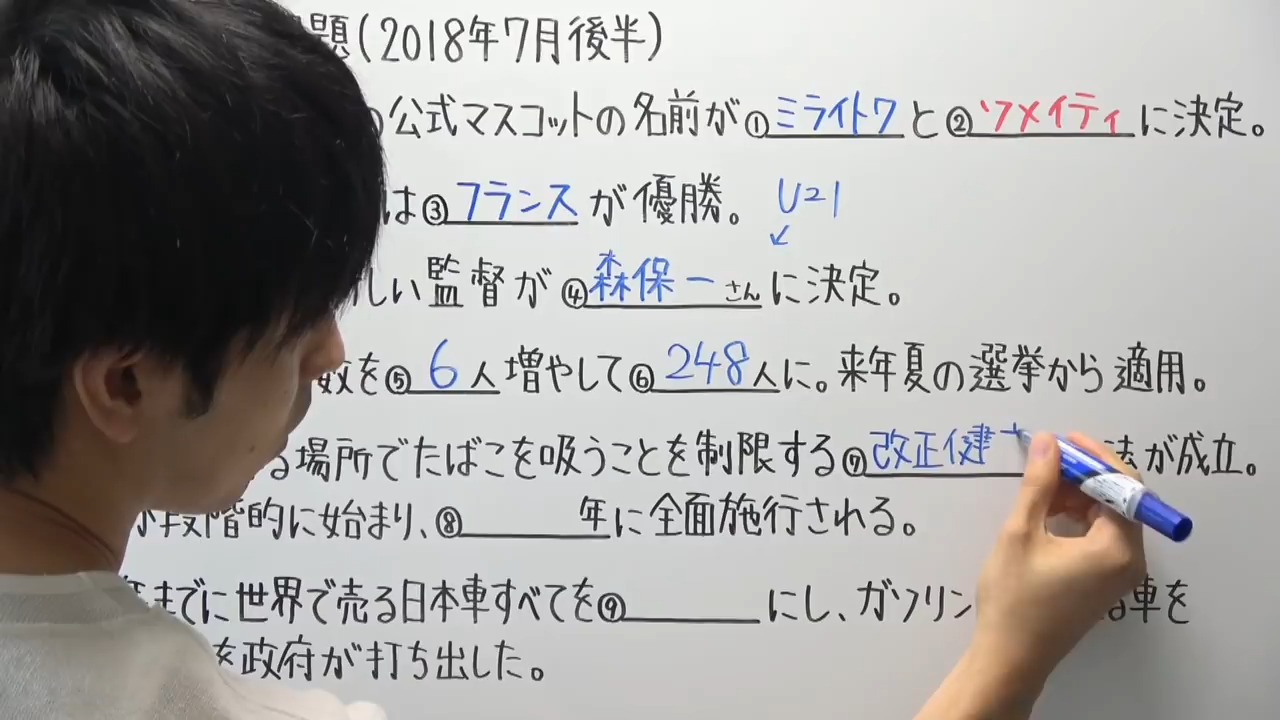 題(2018年7月後半)
公式マスコットの名前が①ミライトワと②ソメイティに決定。
は③フランスが優勝。 U21
↙
しい監督が④森保一さんに決定。
数を⑤6人増やして⑥248人に。来年夏の選挙から適用。
る場所でたばこを吸うことを制限する⑦改正健 法が成立。
段階的に始まり、⑧ 年に全面施行される。
までに世界で売る日本車すべてを⑨ にし、ガソリン 車を
を政府が打ち出した。